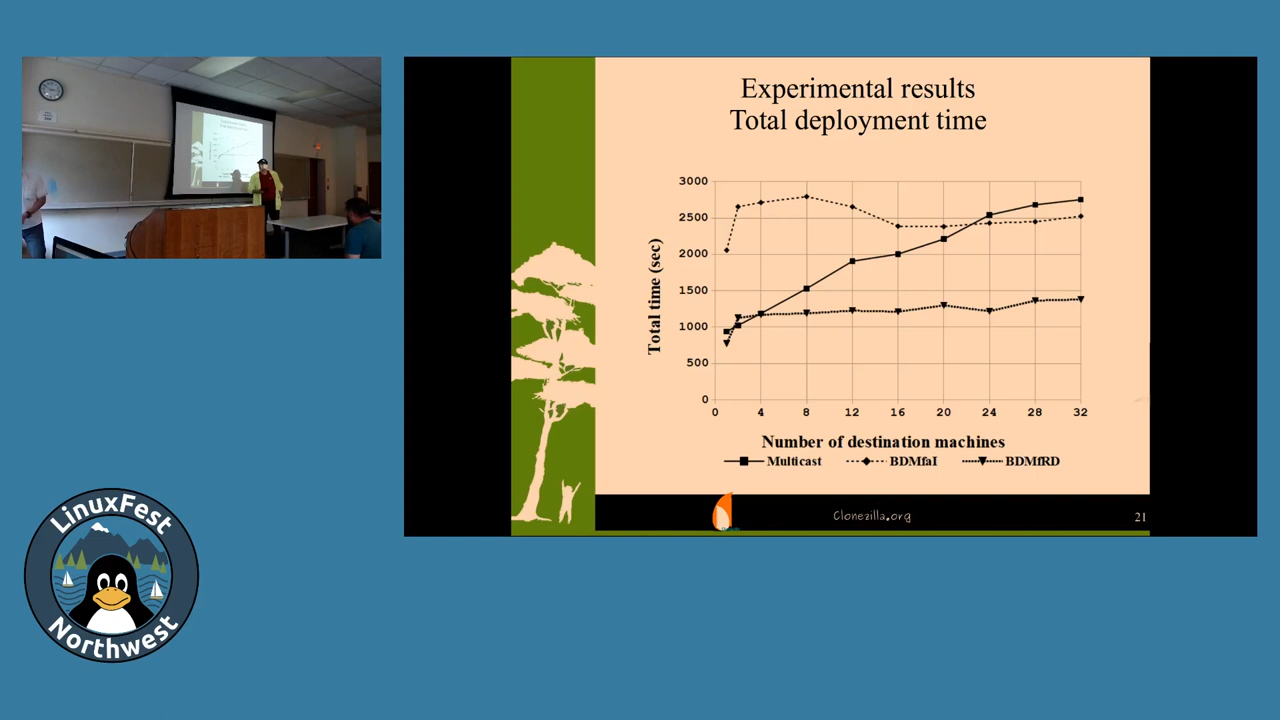 Experimental results
Total deployment time
3000
2500
2000
1500
1000
500
0
Total time (sec)
0 4 8 12 16 20 24 28 32
Number of destination machines
Multicast BDMfaI BDMfRD
Clonezilla.org
21
LinuxFest
Northwest